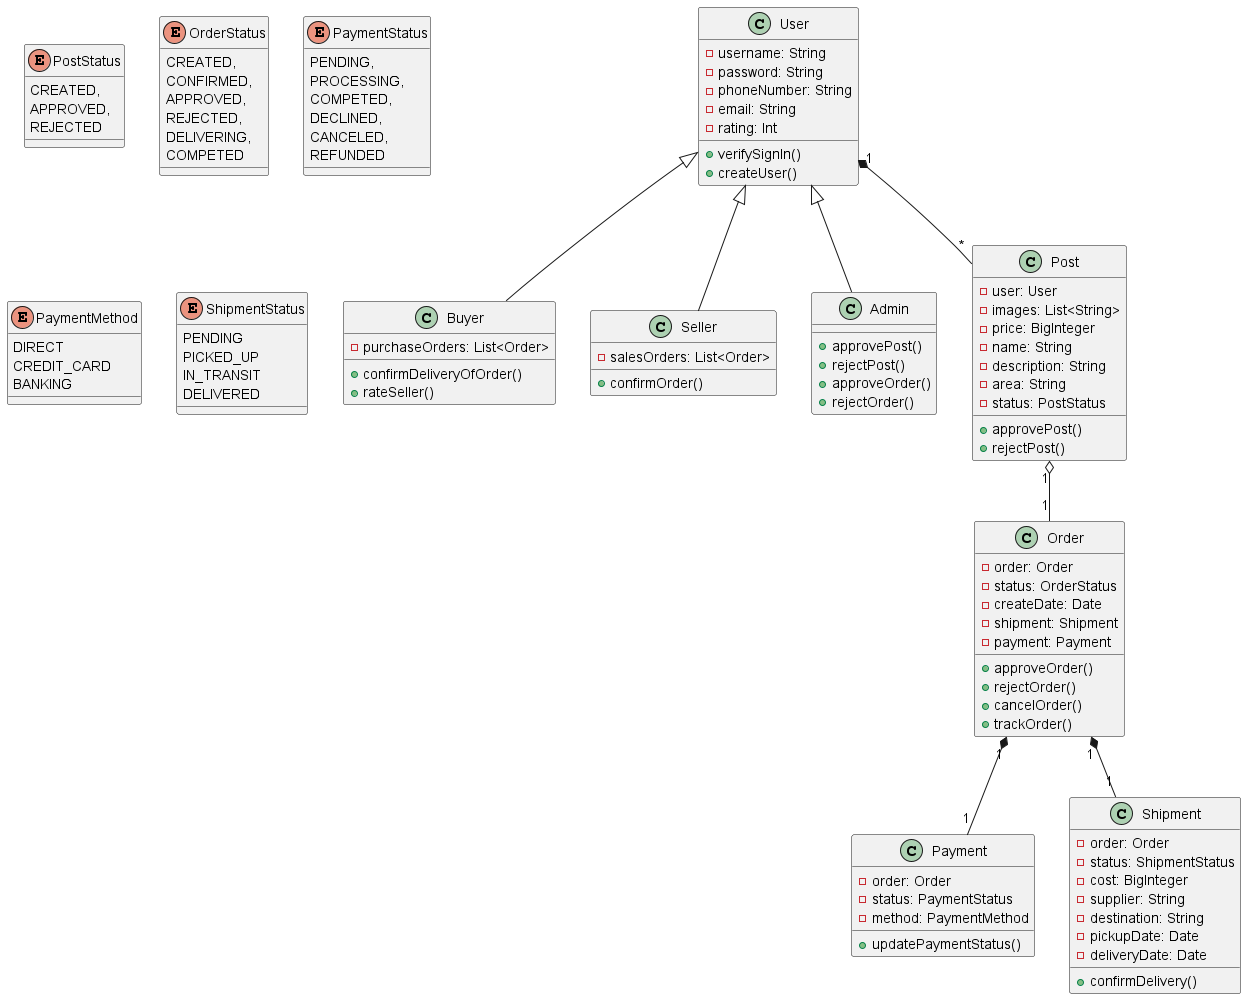 E PostStatus
CREATED,
APPROVED,
REJECTED
E OrderStatus
CREATED,
CONFIRMED,
APPROVED,
REJECTED,
DELIVERING,
COMPETED
E PaymentStatus
PENDING,
PROCESSING,
COMPETED,
DECLINED,
CANCELED,
REFUNDED
C User
username: String
password: String
phoneNumber: String
email: String
rating: Int
verifySignIn()
createUser()
1
*
E PaymentMethod
DIRECT
CREDIT_CARD
BANKING
E ShipmentStatus
PENDING
PICKED_UP
IN_TRANSIT
DELIVERED
C Buyer
purchaseOrders: List<Order>
confirmDeliveryOfOrder()
rateSeller()
C Seller
salesOrders: List<Order>
confirmOrder()
C Admin
approvePost()
rejectPost()
approveOrder()
rejectOrder()
C Post
user: User
images: List<String>
price: BigInteger
name: String
description: String
area: String
status: PostStatus
approvePost()
rejectPost()
1
1
C Order
order: Order
status: OrderStatus
createDate: Date
shipment: Shipment
payment: Payment
approveOrder()
rejectOrder()
cancelOrder()
trackOrder()
1
1
1
1
C Payment
order: Order
status: PaymentStatus
method: PaymentMethod
updatePaymentStatus()
C Shipment
order: Order
status: ShipmentStatus
cost: BigInteger
supplier: String
destination: String
pickupDate: Date
deliveryDate: Date
confirmDelivery()